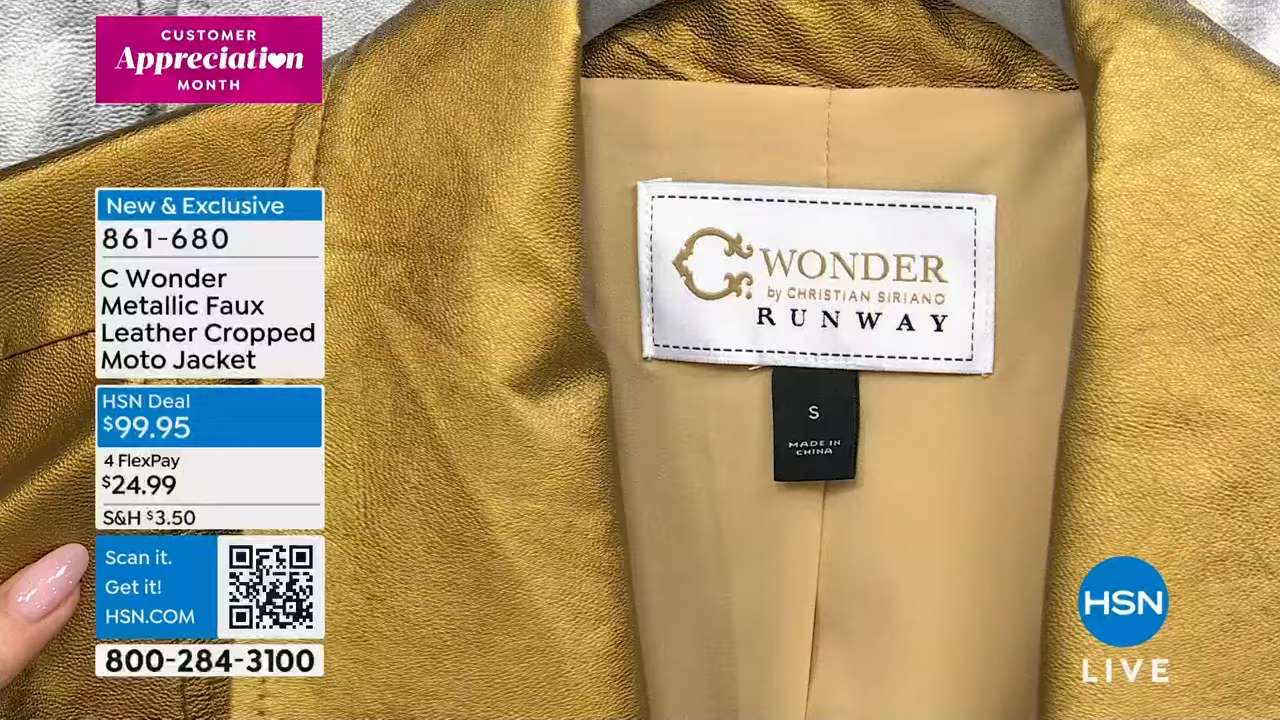 CUSTOMER
Appreciation
MONTH
New & Exclusive
861-680
C Wonder
Metallic Faux
Leather Cropped
Moto Jacket
HSN Deal
$99.95
4 FlexPay
$24.99
S&H $3.50
Scan it.
Get it!
HSN.COM
800-284-3100
C. WONDER
by CHRISTIAN SIRIANO
RUNWAY
S
MADE IN
CHINA
HSN
LIVE